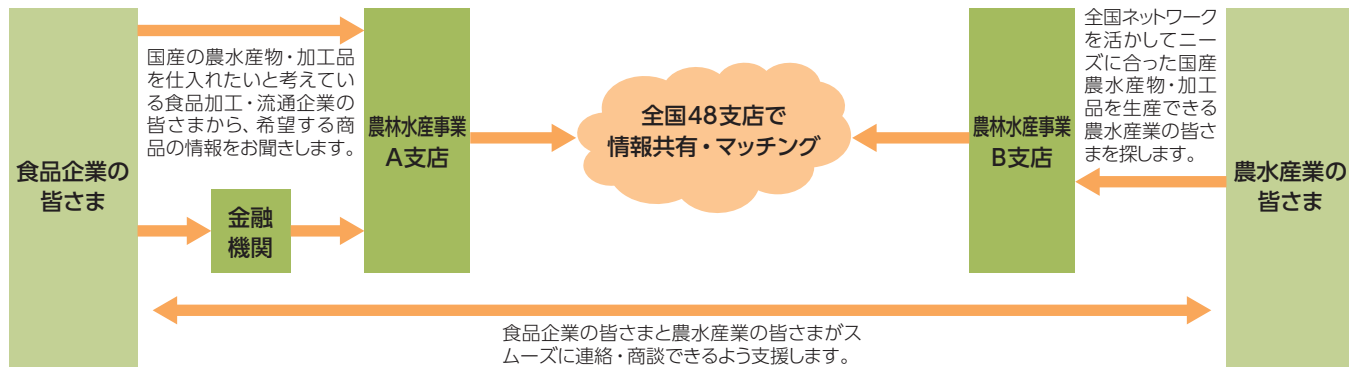 食品企業の
皆さま
国産の農水産物・加工品
を仕入れたいと考えてい
る食品加工・流通企業の
皆さまから、希望する商
品の情報をお聞きします。
金融
機関
農林水産事業
A支店
全国48支店で
情報共有・マッチング
農林水産事業
B支店
全国ネットワーク
を活かしてニー
ズに合った国産
農水産物・加工
品を生産できる
農水産業の皆さ
まを探します。
農水産業の
皆さま
食品企業の皆さまと農水産業の皆さまがス
ムーズに連絡・商談できるよう支援します。